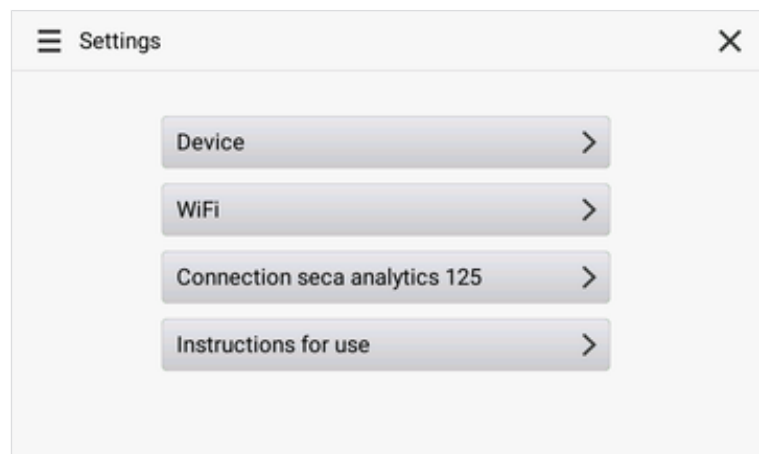 Settings
Device
WiFi
Connection seca analytics 125
Instructions for use